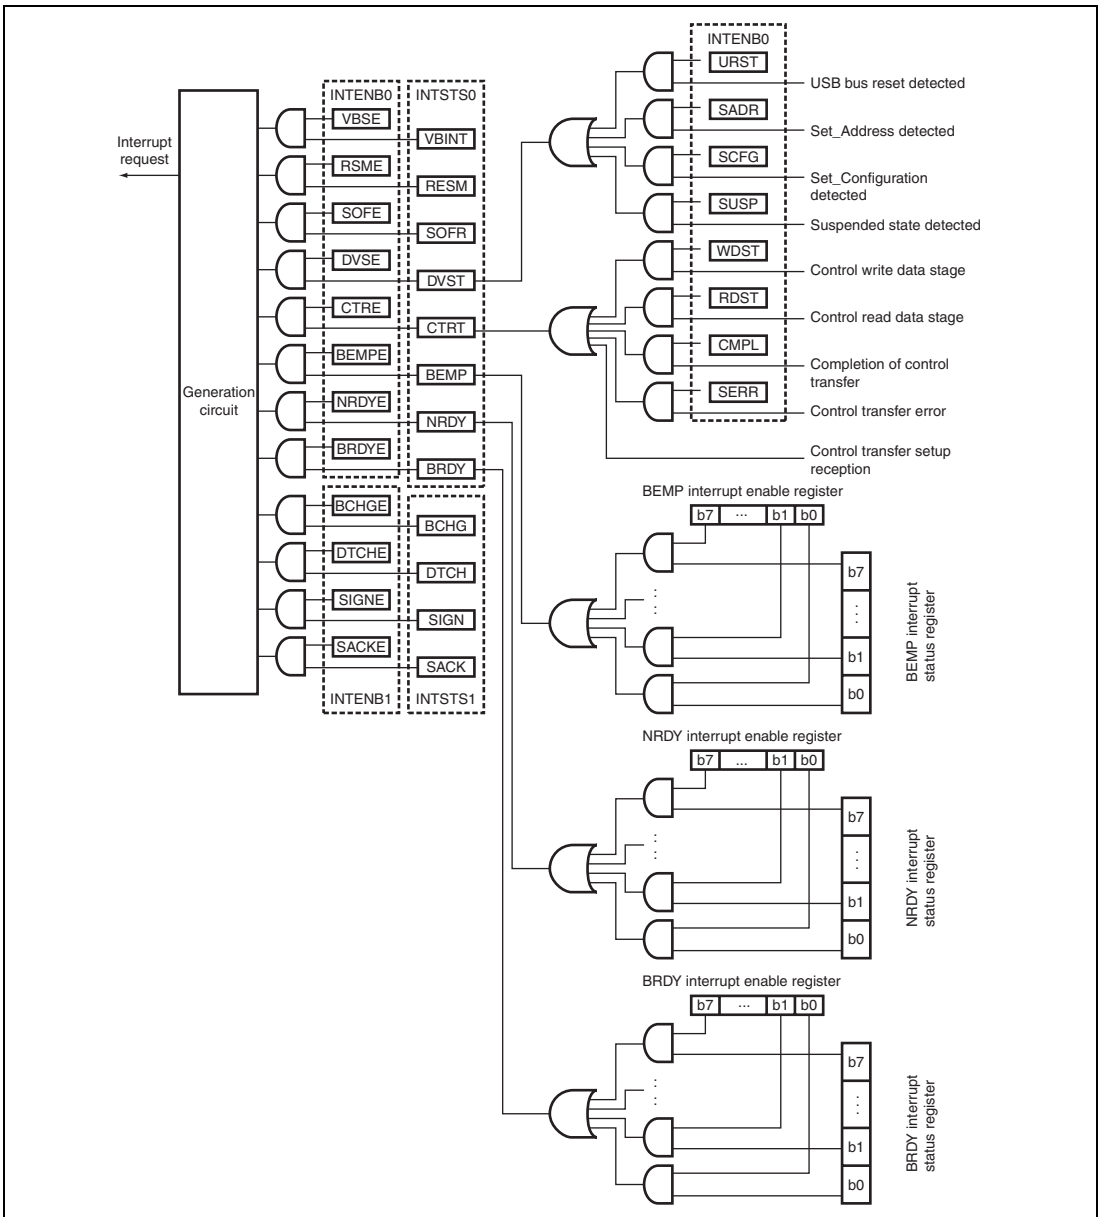 INTENB0
URST
USB bus reset detected
SADR
Set_Address detected
SCFG
Set_Configuration
detected
SUSP
Suspended state detected
WDST
Control write data stage
RDST
Control read data stage
CMPL
Completion of control
transfer
SERR
Control transfer error
Control transfer setup
reception
Interrupt
request
Generation
circuit
INTENB0
VBSE
RSME
SOFE
DVSE
CTRE
BEMPE
NRDYE
BRDYE
BCHGE
DTCHE
SIGNE
SACKE
INTENB1
INTSTS0
VBINT
RESM
SOFR
DVST
CTRT
BEMP
NRDY
BRDY
BCHG
DTCH
SIGN
SACK
INTSTS1
BEMP interrupt enable register
b7 ... b1 b0
b7
...
b1
b0
BEMP interrupt
status register
NRDY interrupt enable register
b7 ... b1 b0
b7
...
b1
b0
NRDY interrupt
status register
BRDY interrupt enable register
b7 ... b1 b0
b7
...
b1
b0
BRDY interrupt
status register